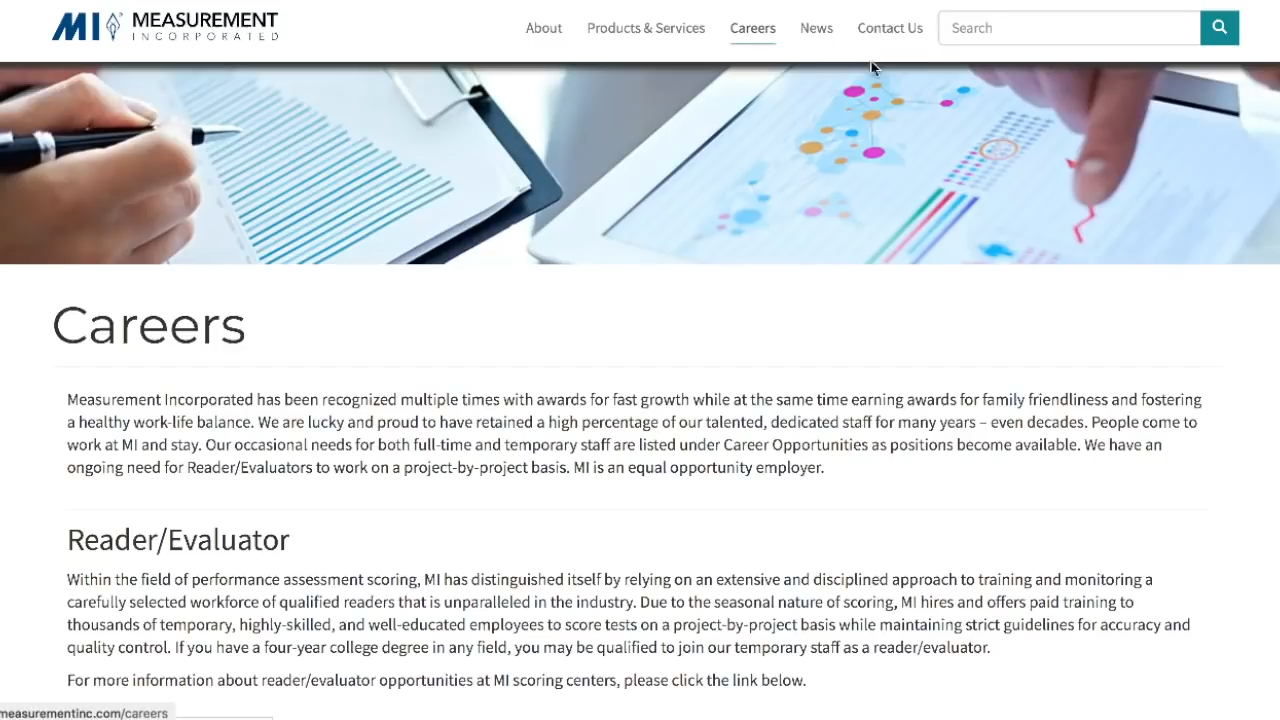 MI MEASUREMENT
INCORPORATED
About Products & Services Careers News Contact Us Search
Careers
Measurement Incorporated has been recognized multiple times with awards for fast growth while at the same time earning awards for family friendliness and fostering
a healthy work-life balance. We are lucky and proud to have retained a high percentage of our talented, dedicated staff for many years – even decades. People come to
work at MI and stay. Our occasional needs for both full-time and temporary staff are listed under Career Opportunities as positions become available. We have an
ongoing need for Reader/Evaluators to work on a project-by-project basis. MI is an equal opportunity employer.
Reader/Evaluator
Within the field of performance assessment scoring, MI has distinguished itself by relying on an extensive and disciplined approach to training and monitoring a
carefully selected workforce of qualified readers that is unparalleled in the industry. Due to the seasonal nature of scoring, MI hires and offers paid training to
thousands of temporary, highly-skilled, and well-educated employees to score tests on a project-by-project basis while maintaining strict guidelines for accuracy and
quality control. If you have a four-year college degree in any field, you may be qualified to join our temporary staff as a reader/evaluator.
For more information about reader/evaluator opportunities at MI scoring centers, please click the link below.
measurementinc.com/careers